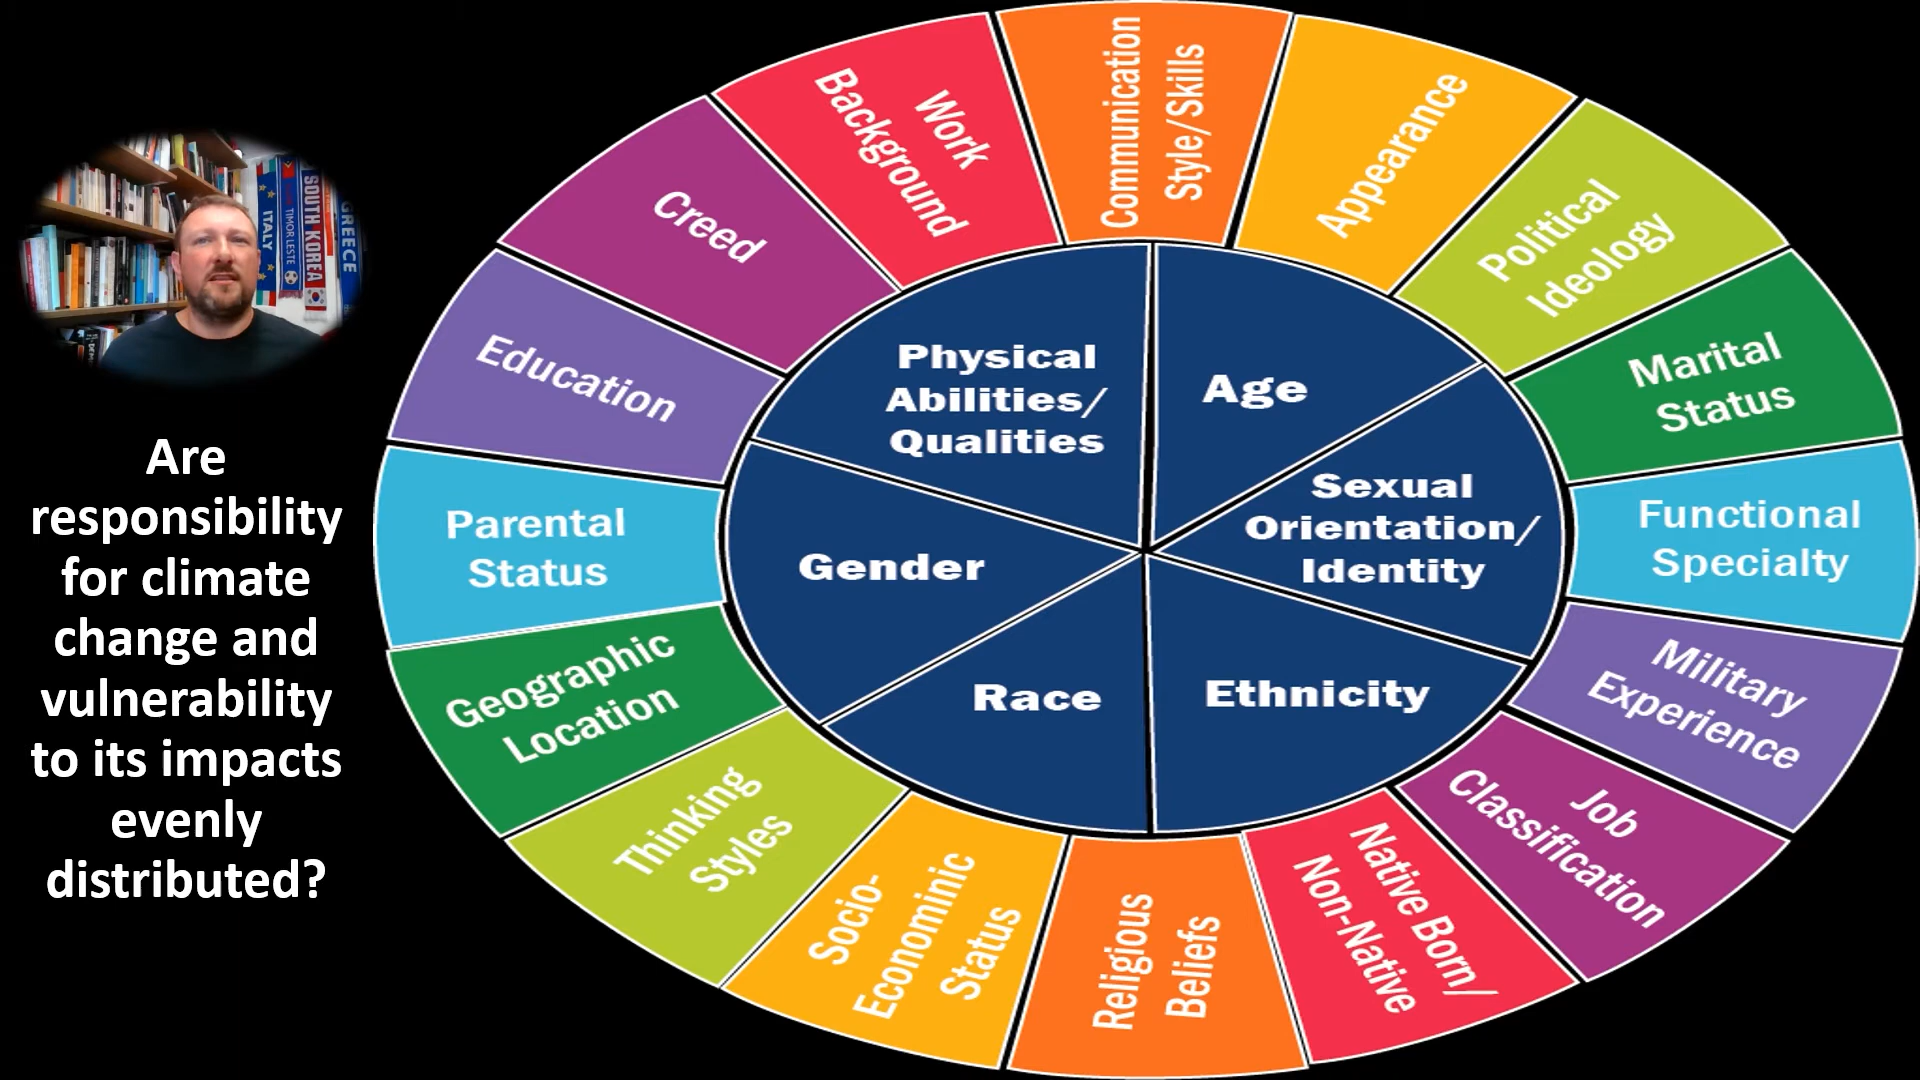 Are
responsibility
for climate
change and
vulnerability
to its impacts
evenly
distributed?
ITALY
TIMOR LESTE
SOUTH KOREA
GREECE
Communication
Style/Skills
Appearance
Political
Ideology
Marital
Status
Functional
Specialty
Military
Experience
Job
Classification
Native Born/
Non-Native
Religious
Beliefs
Socio-
Econominic
Status
Thinking
Styles
Geographic
Location
Parental
Status
Education
Creed
Work
Background
Physical
Abilities/
Qualities
Age
Sexual
Orientation/
Identity
Ethnicity
Race
Gender